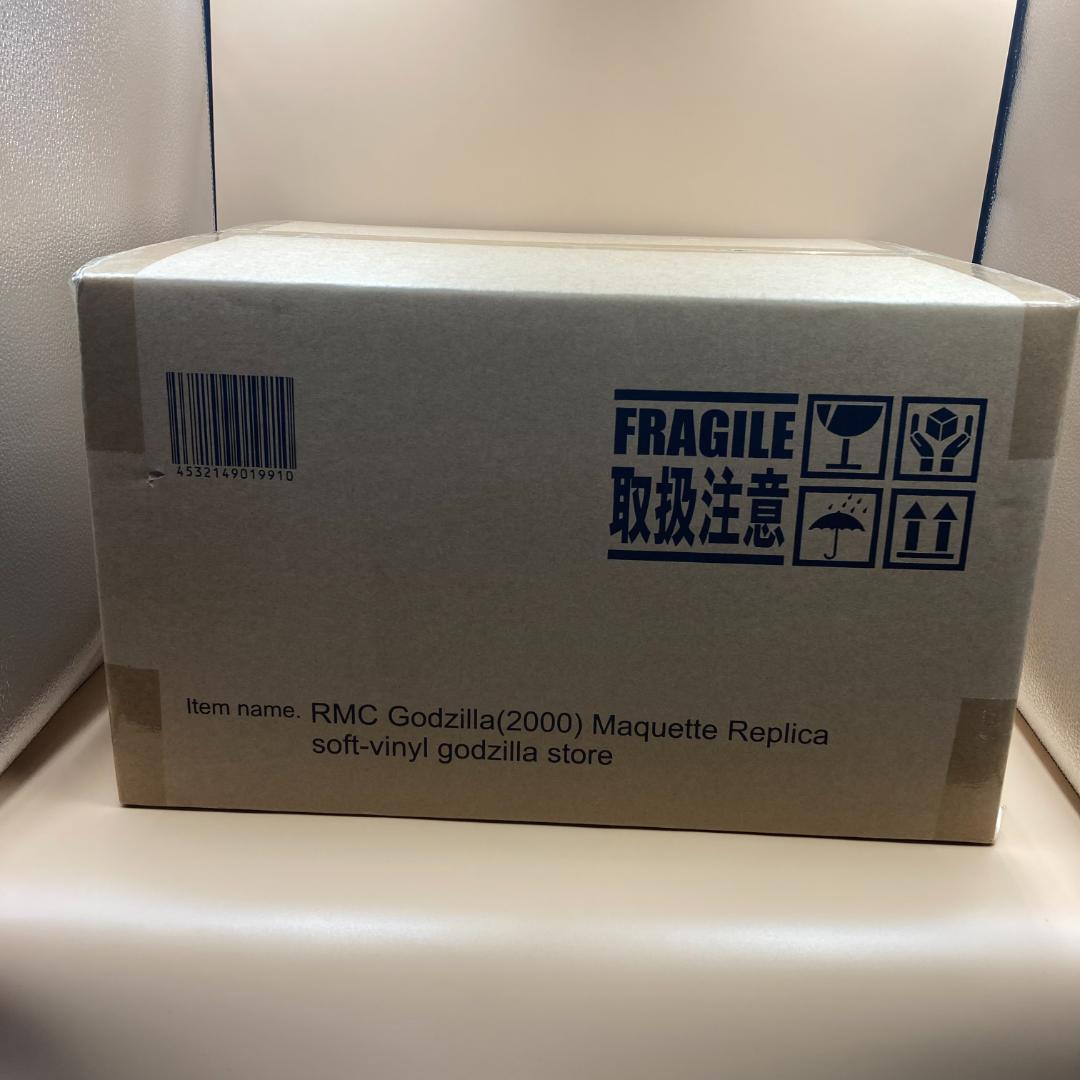 4532149019910
FRAGILE
取扱注意
Item name. RMC Godzilla(2000) Maquette Replica
soft-vinyl godzilla store